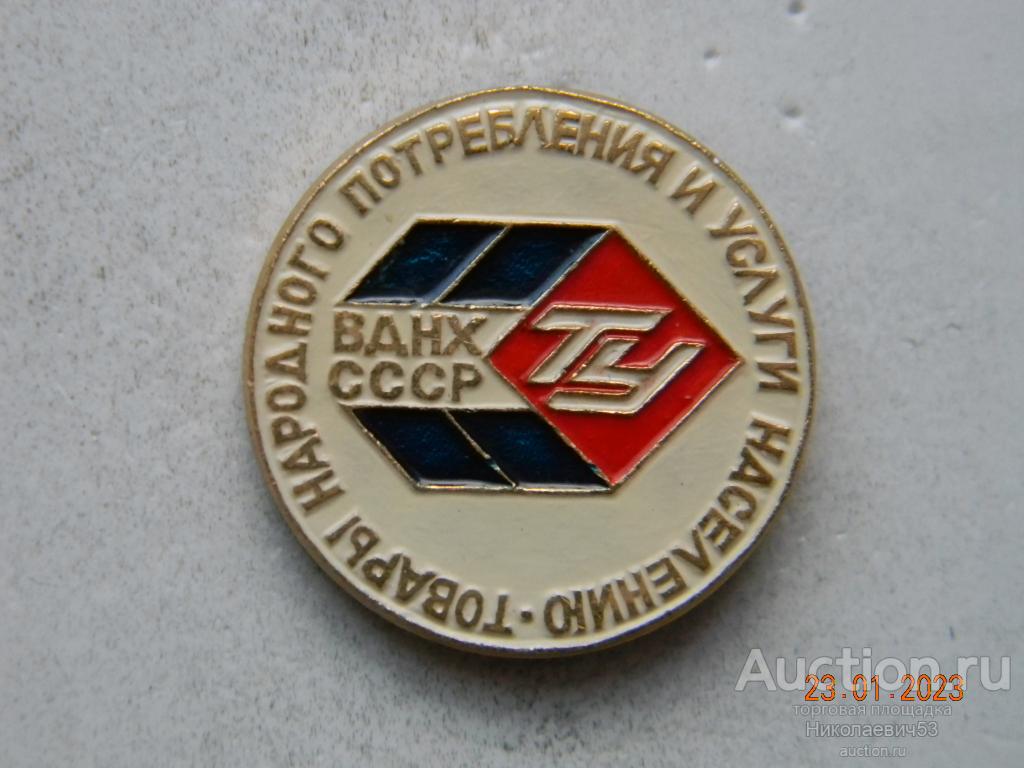 ТОВАРЫ НАРОДНОГО ПОТРЕБЛЕНИЯ И УСЛУГИ НАСЕЛЕНИЮ ·
ВДНХ
СССР
ТУ
Auction.ru
23.01.2023
торговая площадка
Николаевич53
auction.ru